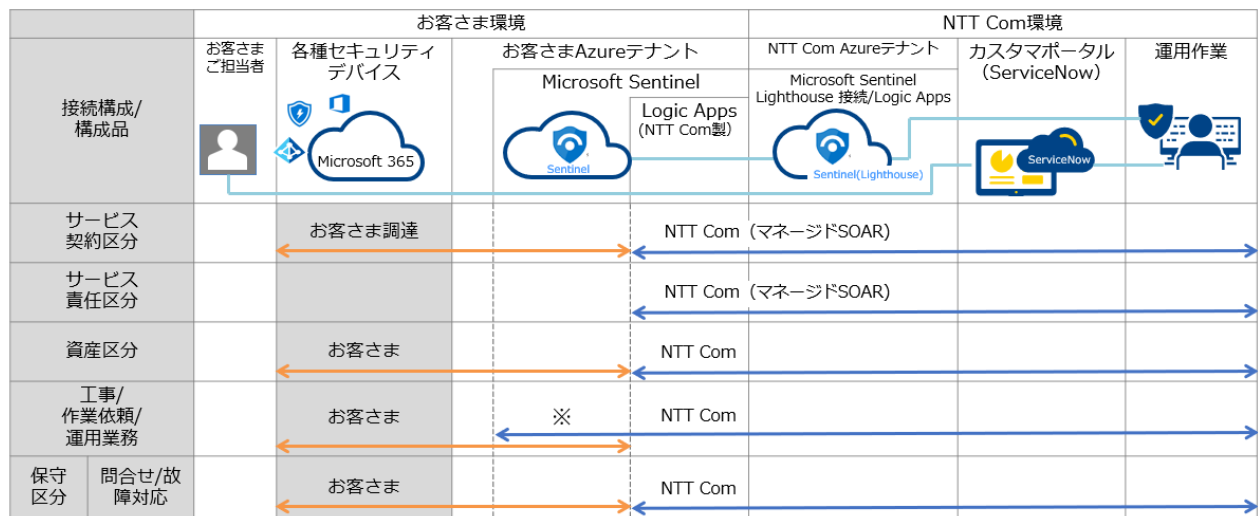 お客さま環境
NTT Com環境
接続構成/
構成品
お客さま
ご担当者
各種セキュリティ
デバイス
お客さまAzureテナント
NTT Com Azureテナント
カスタマポータル
（ServiceNow）
運用作業
Microsoft Sentinel
Microsoft Sentinel
Lighthouse 接続/Logic Apps
Logic Apps
(NTT Com製)
Microsoft 365
Sentinel
Sentinel(Lighthouse)
ServiceNow
サービス
契約区分
お客さま調達
NTT Com（マネージドSOAR)
サービス
責任区分
NTT Com（マネージドSOAR)
資産区分
お客さま
NTT Com
工事/
作業依頼/
運用業務
お客さま
※
NTT Com
保守
区分
問合せ/故
障対応
お客さま
NTT Com